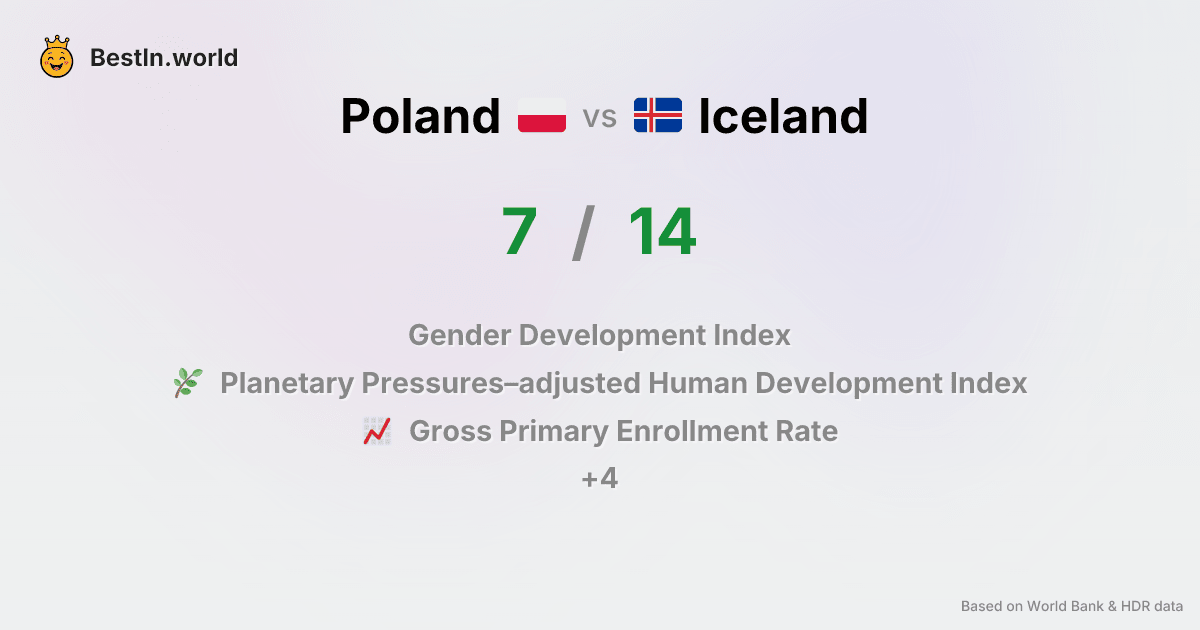 BestIn.world
Poland vs Iceland
7 / 14
Gender Development Index
Planetary Pressures–adjusted Human Development Index
Gross Primary Enrollment Rate
+4
Based on World Bank & HDR data